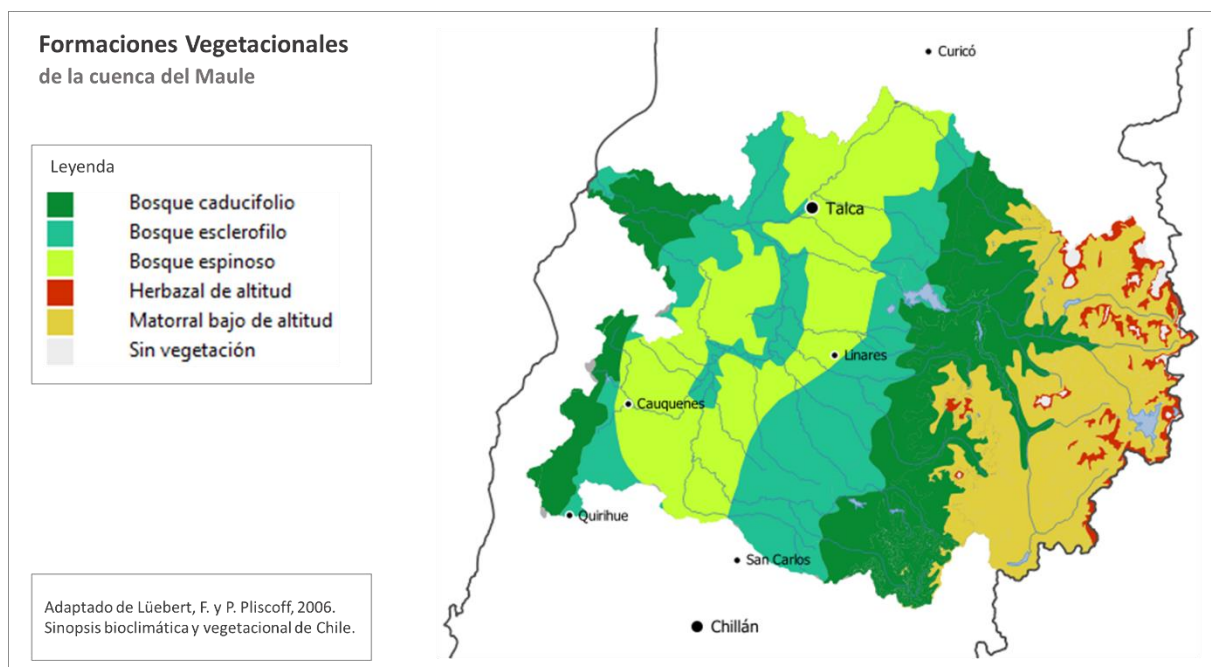 Formaciones Vegetacionales
de la cuenca del Maule
Leyenda
Bosque caducifolio
Bosque esclerofilo
Bosque espinoso
Herbazal de altitud
Matorral bajo de altitud
Sin vegetación
Adaptado de Lüebert, F. y P. Pliscoff, 2006.
Sinopsis bioclimática y vegetacional de Chile.
Curicó
Talca
Linares
Cauquenes
Quirihue
San Carlos
Chillán